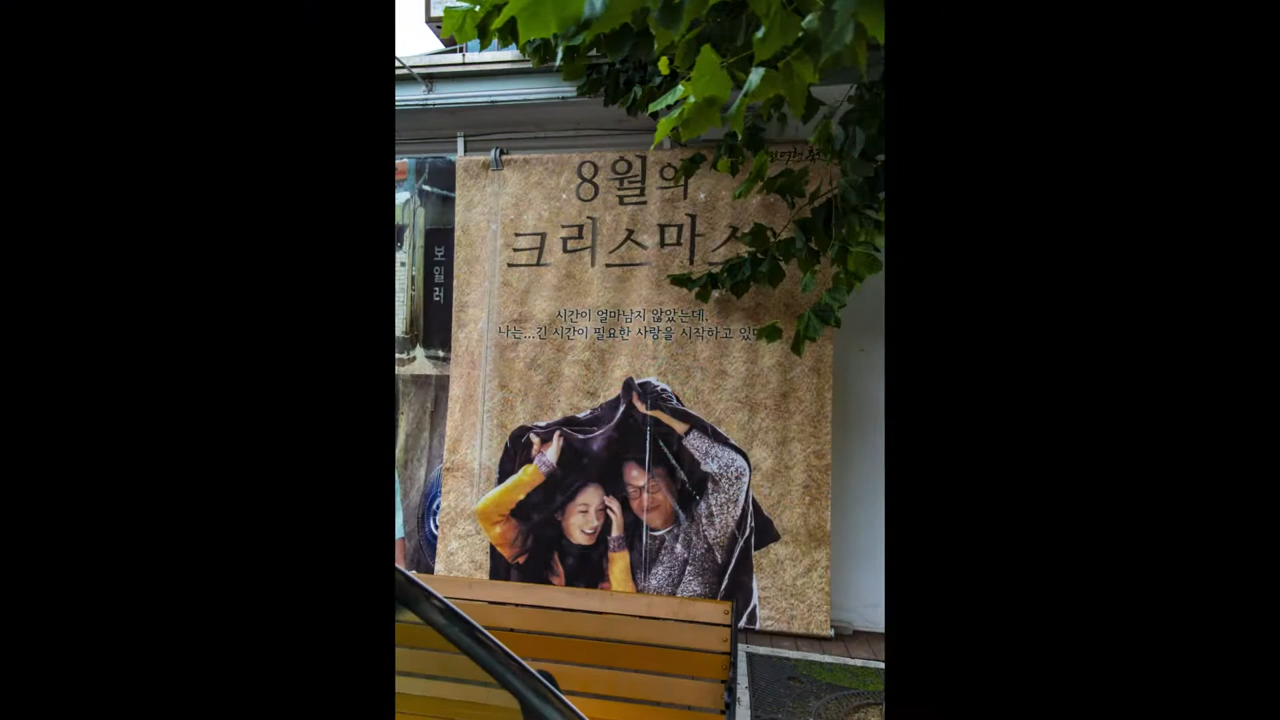 8월의
크리스마스
시간이 얼마남지 않았는데,
나는...긴 시간이 필요한 사랑을 시작하고 있다
보일러